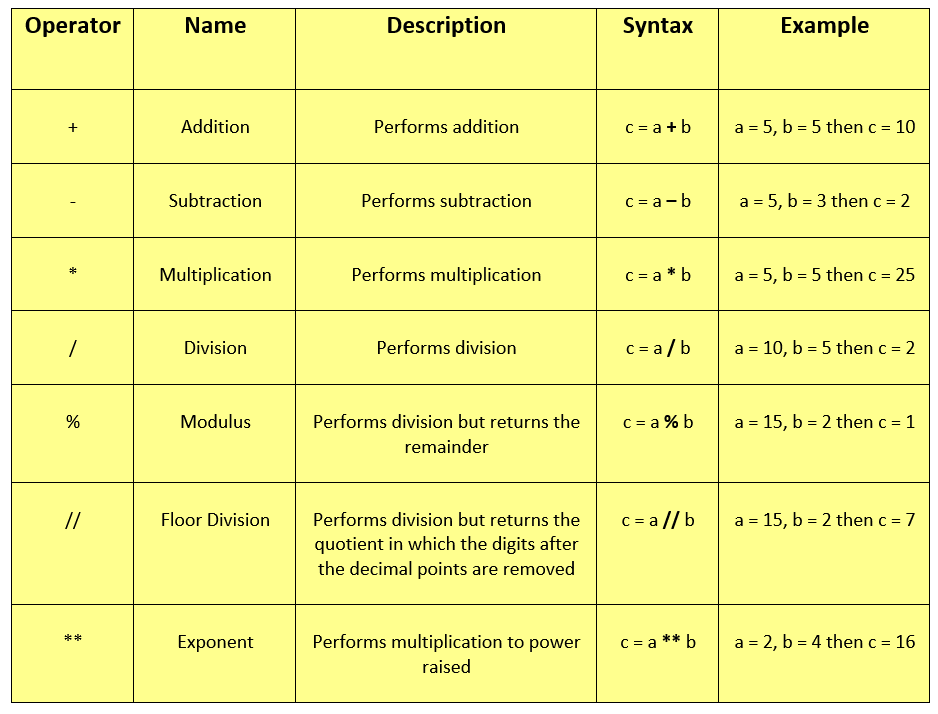 Operator Name Description Syntax Example
+ Addition Performs addition c = a + b a = 5, b = 5 then c = 10
- Subtraction Performs subtraction c = a – b a = 5, b = 3 then c = 2
* Multiplication Performs multiplication c = a * b a = 5, b = 5 then c = 25
/ Division Performs division c = a / b a = 10, b = 5 then c = 2
% Modulus Performs division but returns the c = a % b a = 15, b = 2 then c = 1
remainder
// Floor Division Performs division but returns the c = a // b a = 15, b = 2 then c = 7
quotient in which the digits after
the decimal points are removed
** Exponent Performs multiplication to power c = a ** b a = 2, b = 4 then c = 16
raised